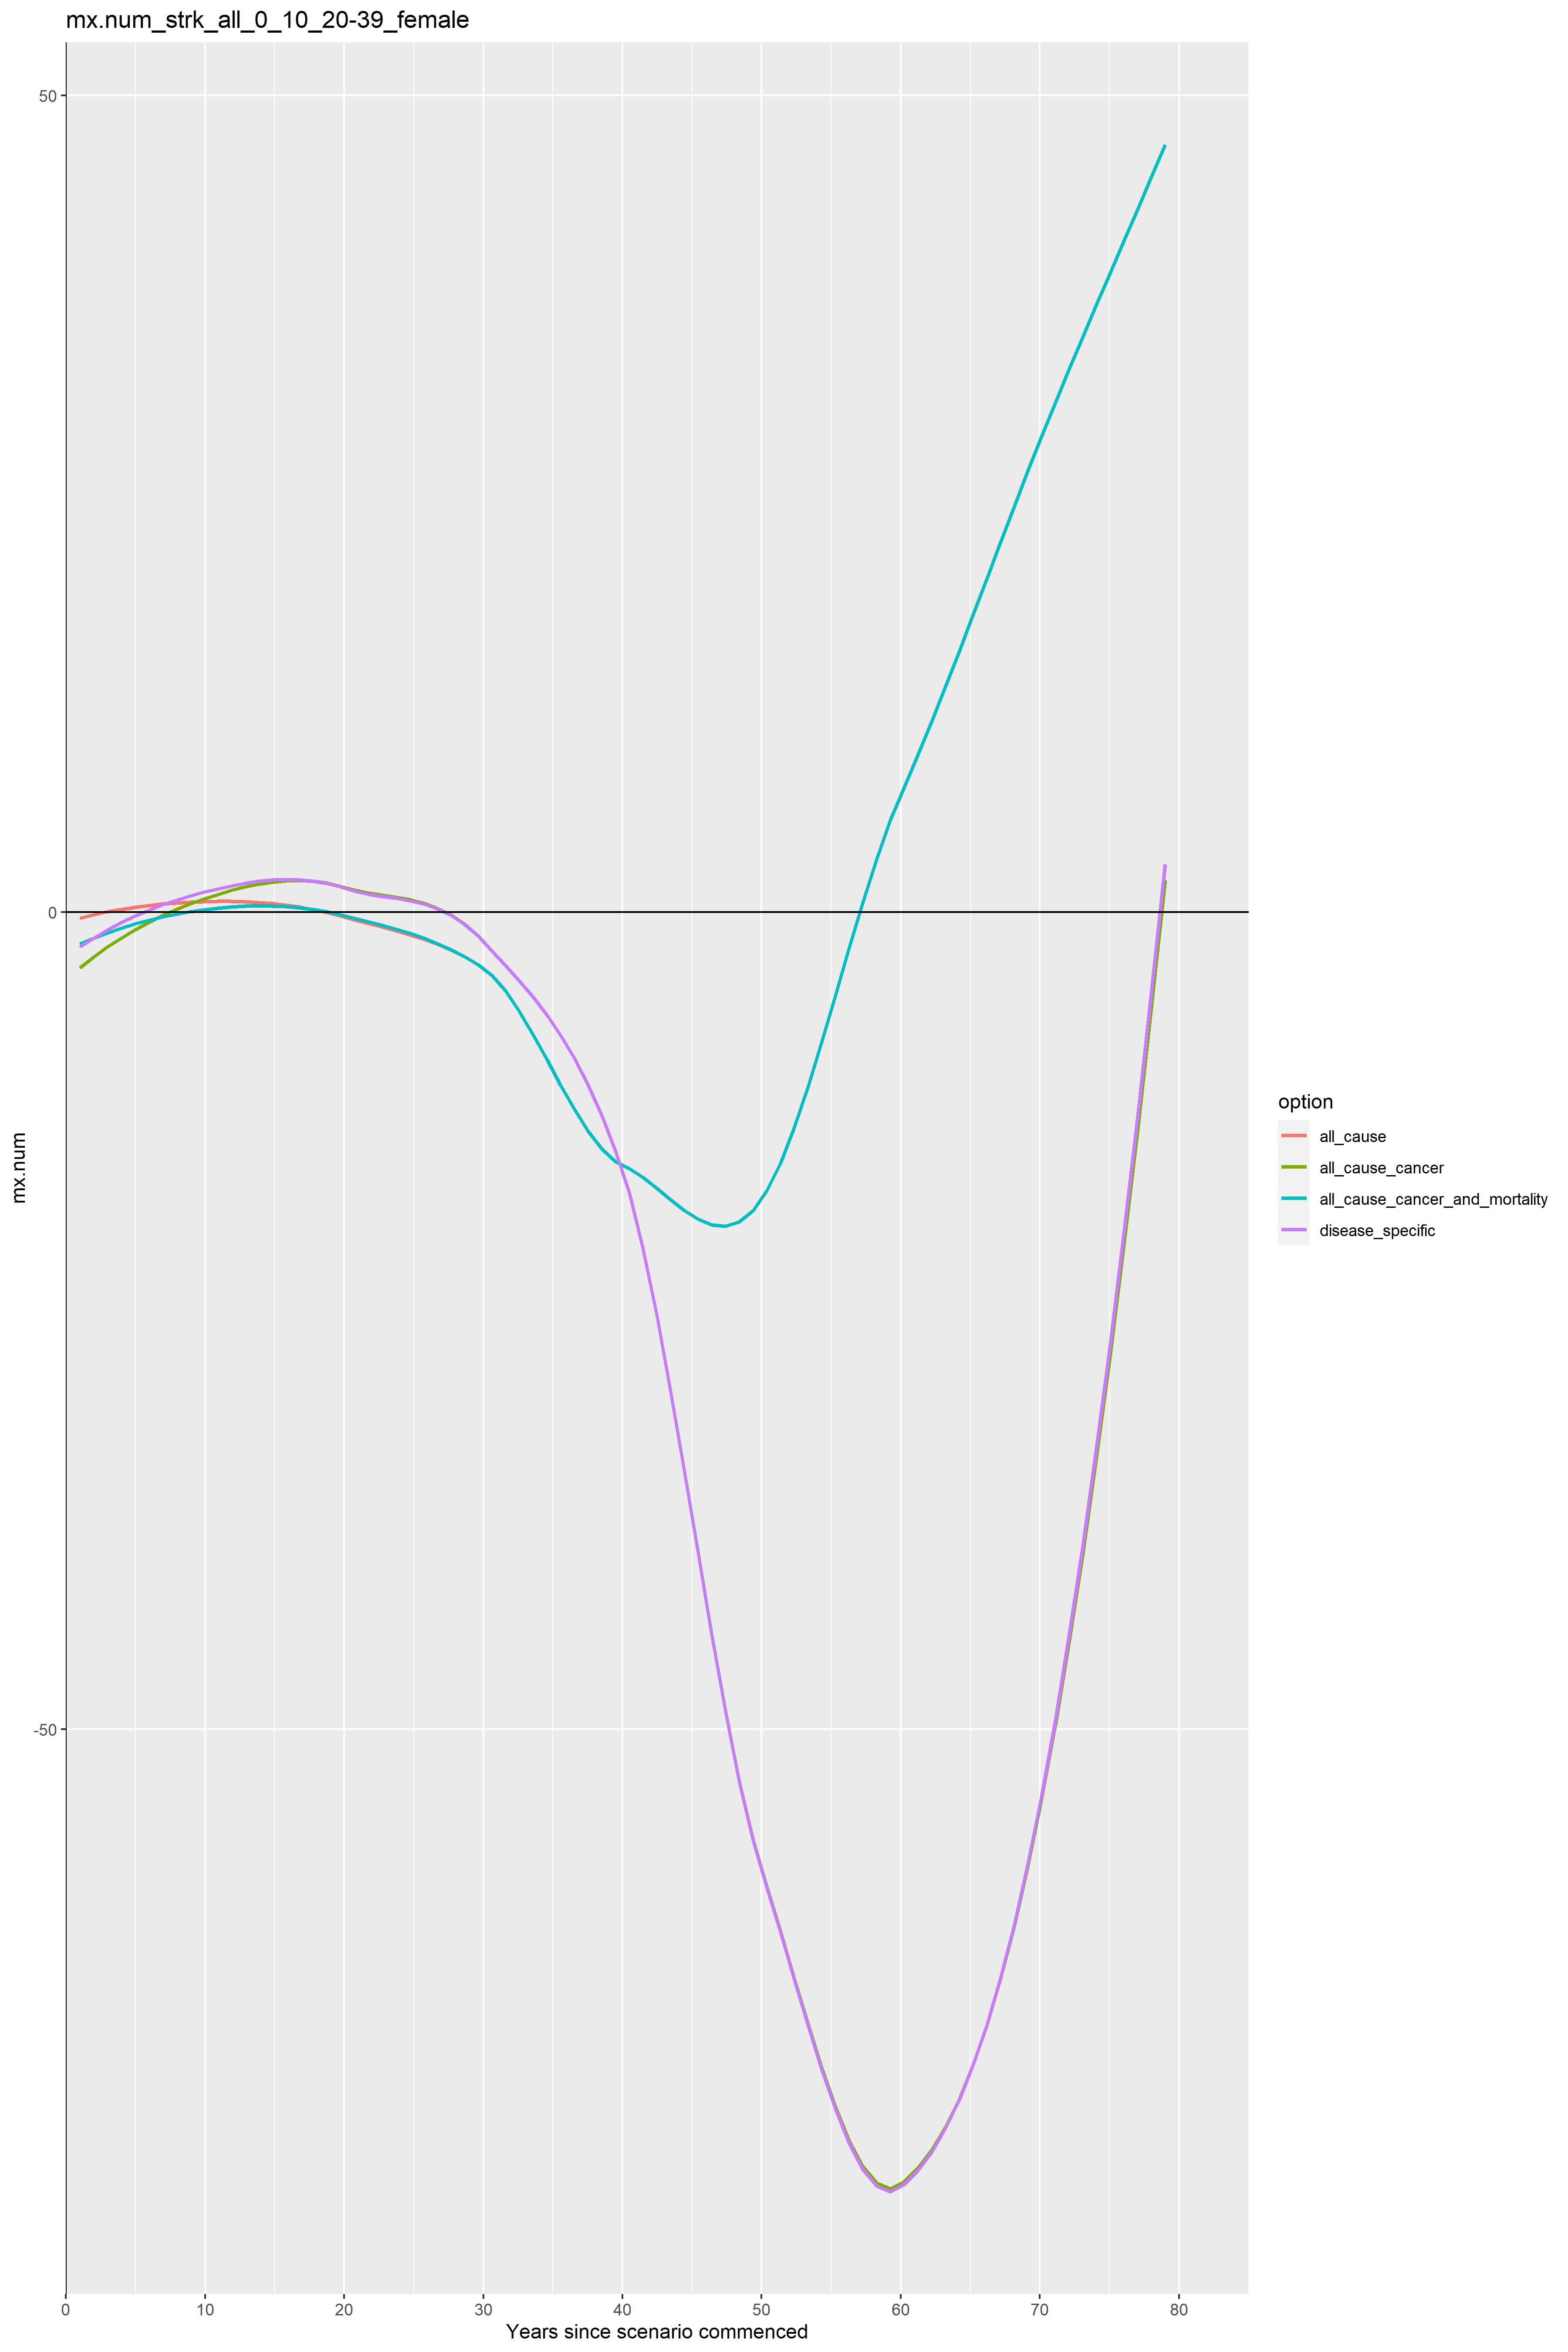 mx.num_strk_all_0_10_20-39_female
50
0
-50
mx.num
0 10 20 30 40 50 60 70 80
Years since scenario commenced
option
all_cause
all_cause_cancer
all_cause_cancer_and_mortality
disease_specific